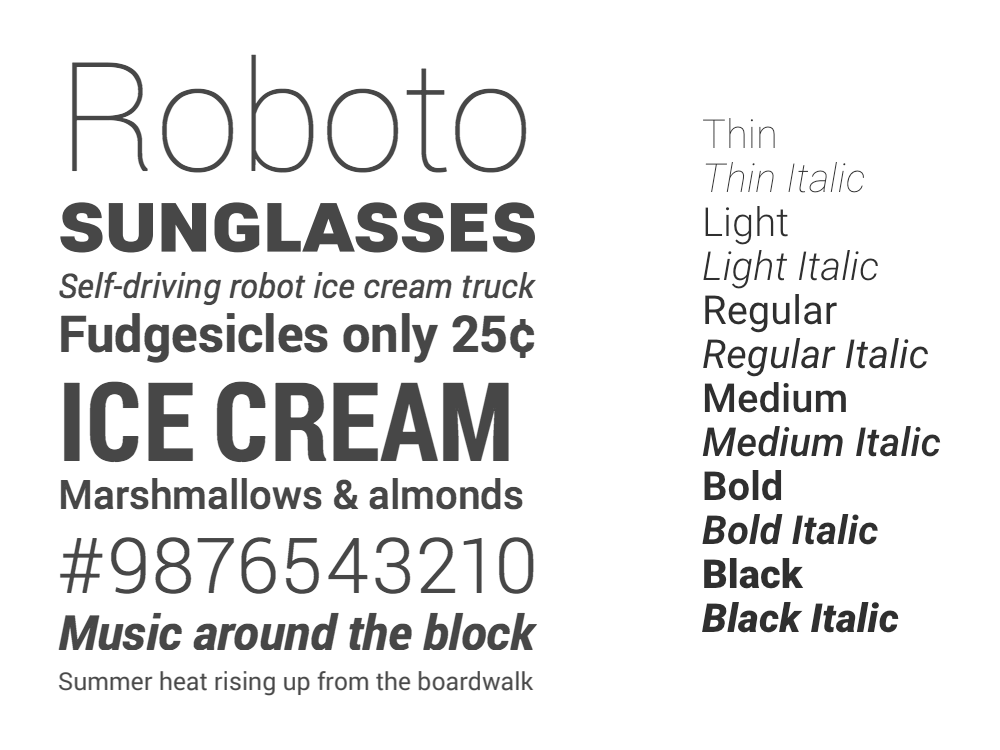 Roboto
SUNGLASSES
Self-driving robot ice cream truck
Fudgesicles only 25¢
ICE CREAM
Marshmallows & almonds
#9876543210
Music around the block
Summer heat rising up from the boardwalk
Thin
Thin Italic
Light
Light Italic
Regular
Regular Italic
Medium
Medium Italic
Bold
Bold Italic
Black
Black Italic